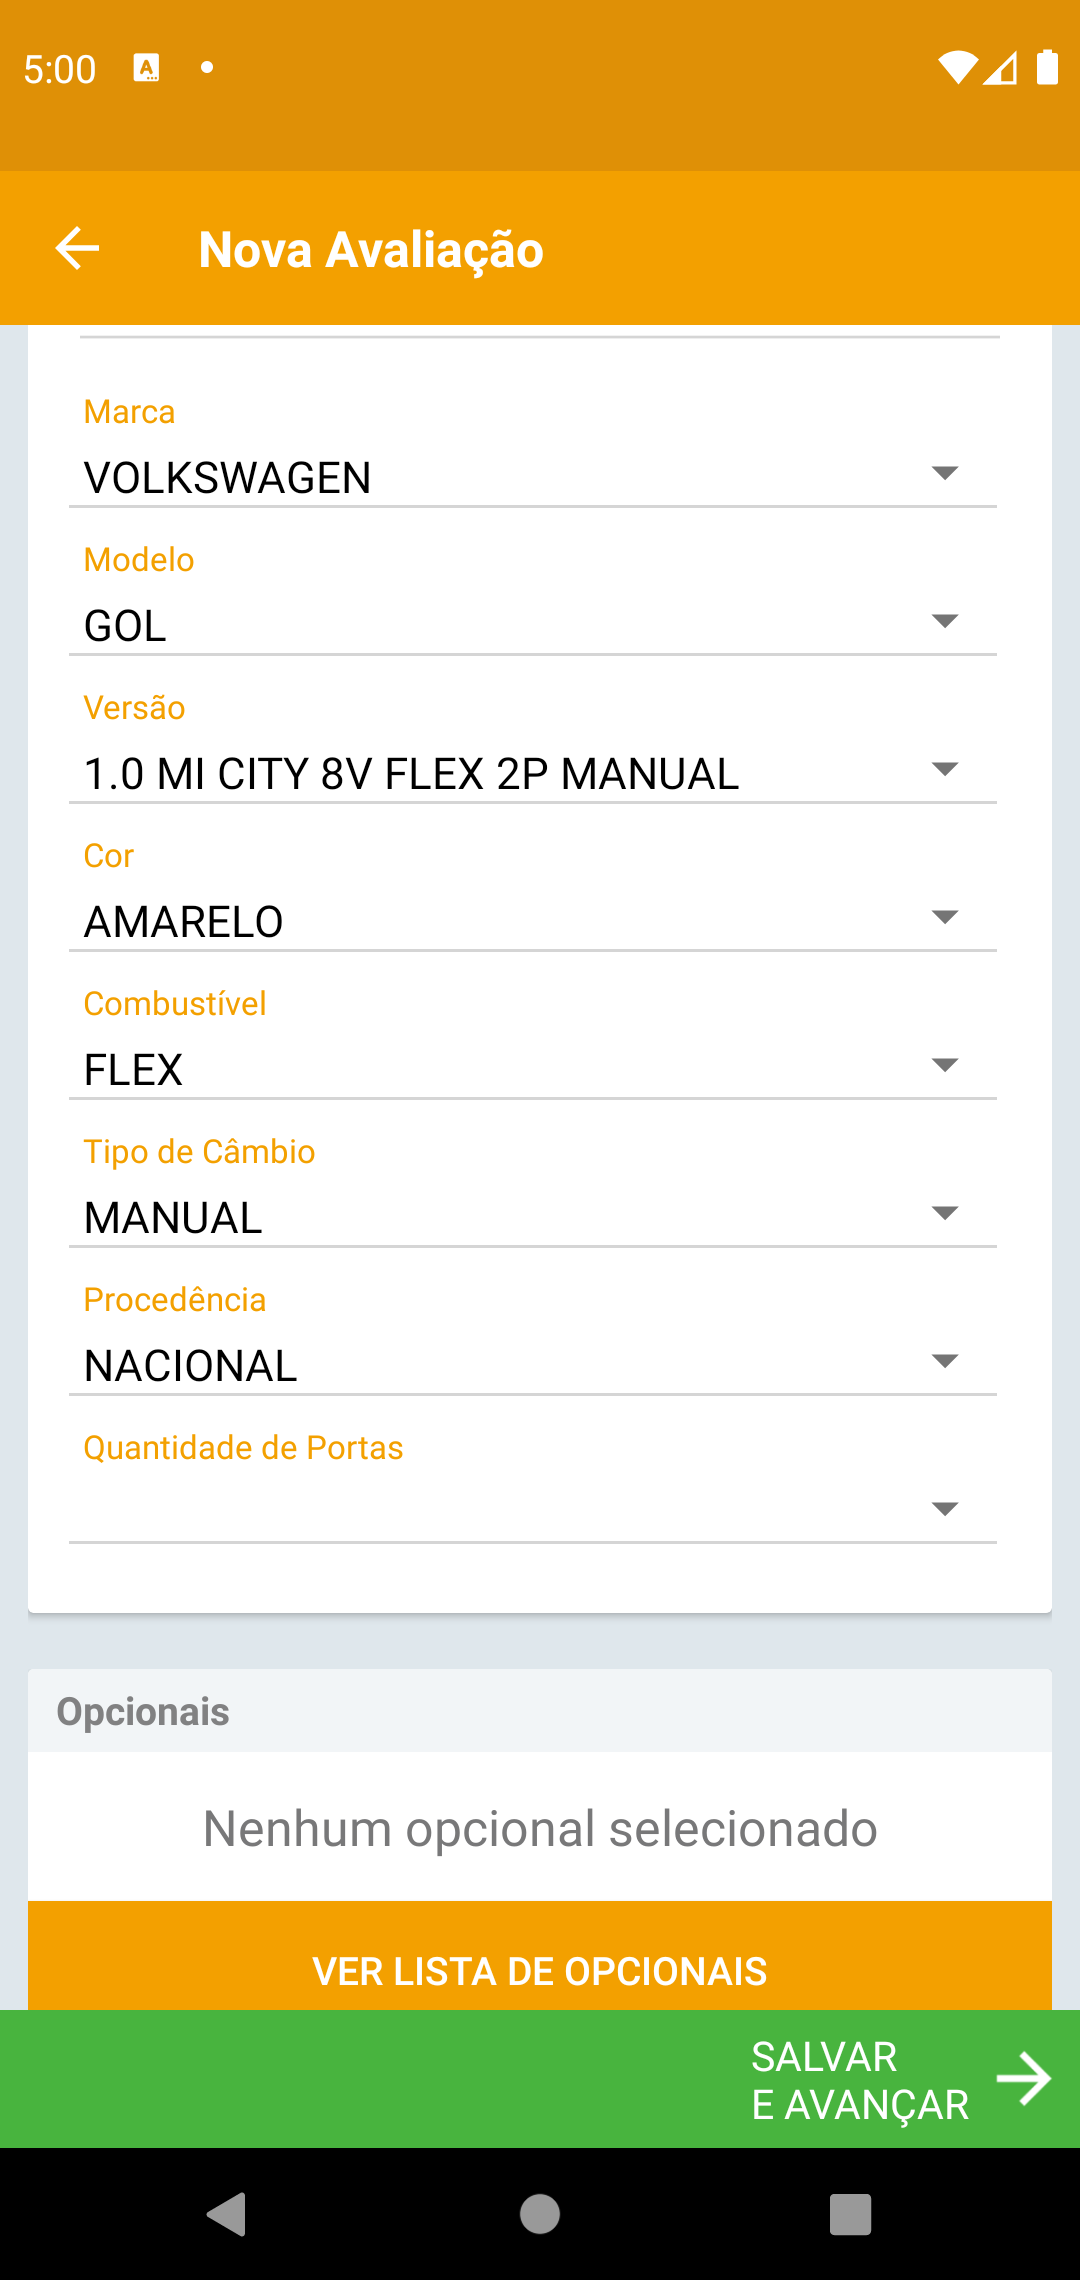 5:00
Nova Avaliação
Marca
VOLKSWAGEN
Modelo
GOL
Versão
1.0 MI CITY 8V FLEX 2P MANUAL
Cor
AMARELO
Combustível
FLEX
Tipo de Câmbio
MANUAL
Procedência
NACIONAL
Quantidade de Portas
Opcionais
Nenhum opcional selecionado
VER LISTA DE OPCIONAIS
SALVAR
E AVANÇAR